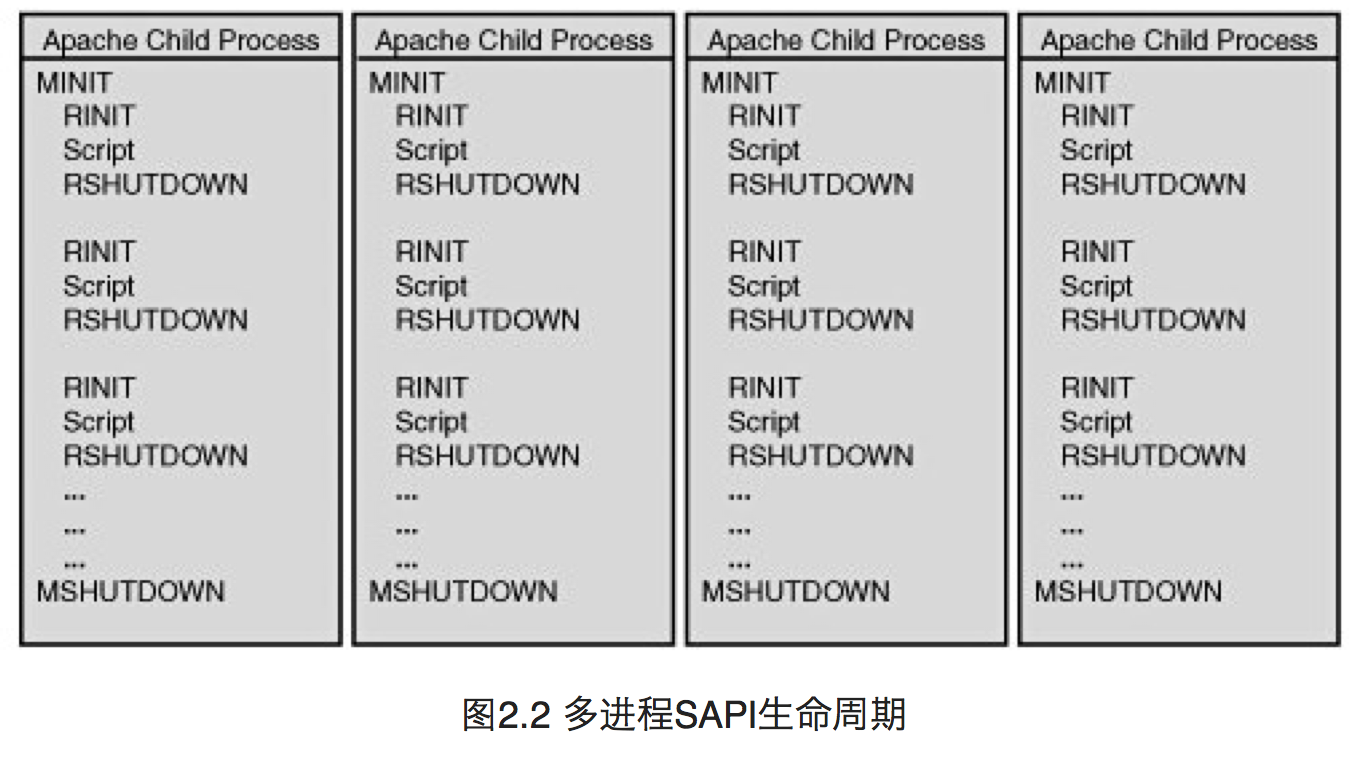 Apache Child Process
MINIT
RINIT
Script
RSHUTDOWN
RINIT
Script
RSHUTDOWN
RINIT
Script
RSHUTDOWN
...
...
...
MSHUTDOWN
Apache Child Process
MINIT
RINIT
Script
RSHUTDOWN
RINIT
Script
RSHUTDOWN
RINIT
Script
RSHUTDOWN
...
...
...
MSHUTDOWN
Apache Child Process
MINIT
RINIT
Script
RSHUTDOWN
RINIT
Script
RSHUTDOWN
RINIT
Script
RSHUTDOWN
...
...
...
MSHUTDOWN
Apache Child Process
MINIT
RINIT
Script
RSHUTDOWN
RINIT
Script
RSHUTDOWN
RINIT
Script
RSHUTDOWN
...
...
...
MSHUTDOWN
图2.2 多进程SAPI生命周期